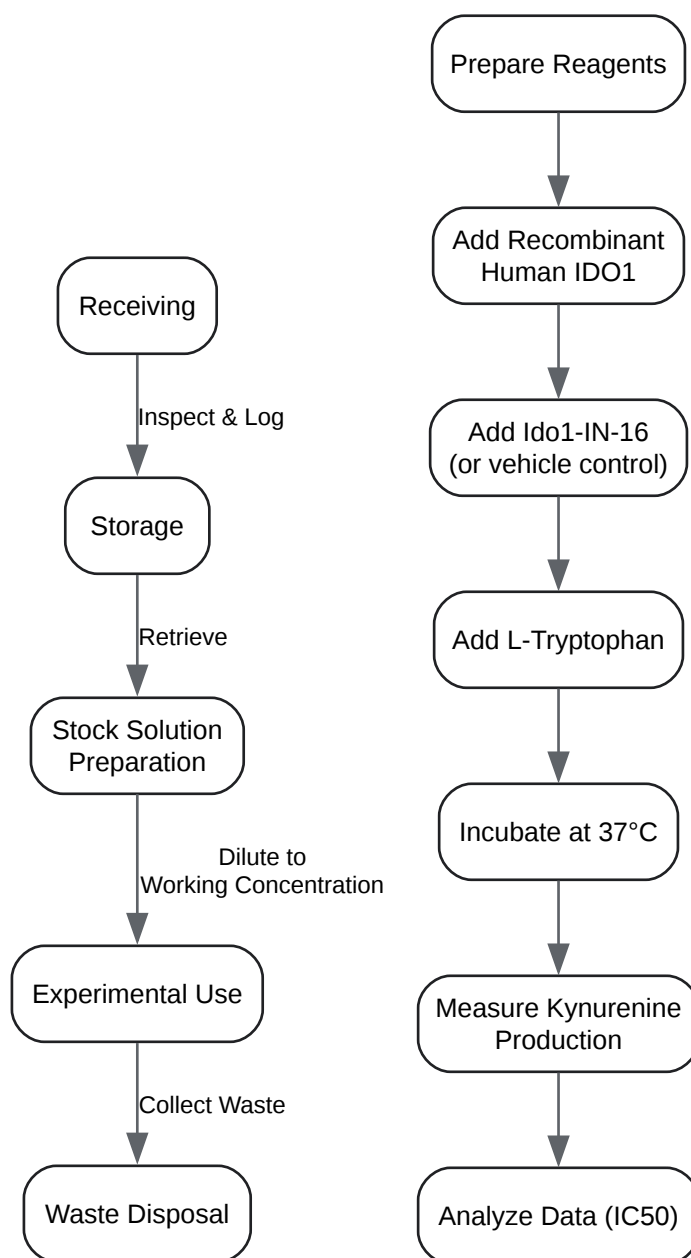 Receiving
Inspect & Log
Storage
Retrieve
Stock Solution
Preparation
Dilute to
Working Concentration
Experimental Use
Collect Waste
Waste Disposal
Prepare Reagents
Add Recombinant
Human IDO1
Add Ido1-IN-16
(or vehicle control)
Add L-Tryptophan
Incubate at 37°C
Measure Kynurenine
Production
Analyze Data (IC50)